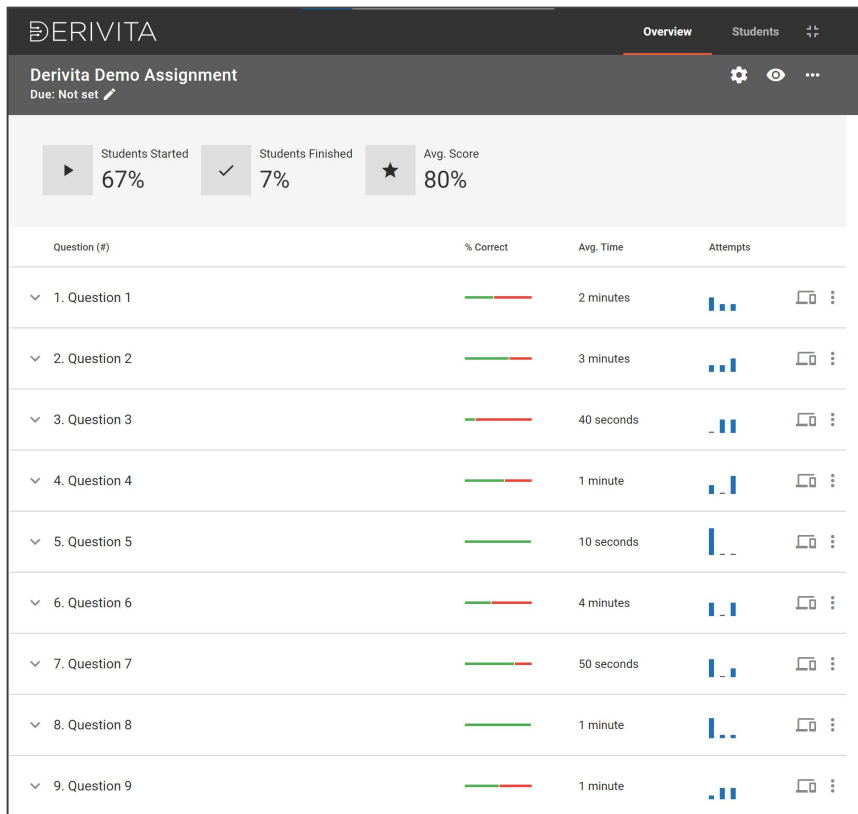 DERIVITA
Overview
Students
Derivita Demo Assignment
Due: Not set
Students Started
67%
Students Finished
7%
Avg. Score
80%
Question (#) % Correct Avg. Time Attempts
1. Question 1 2 minutes
2. Question 2 3 minutes
3. Question 3 40 seconds
4. Question 4 1 minute
5. Question 5 10 seconds
6. Question 6 4 minutes
7. Question 7 50 seconds
8. Question 8 1 minute
9. Question 9 1 minute